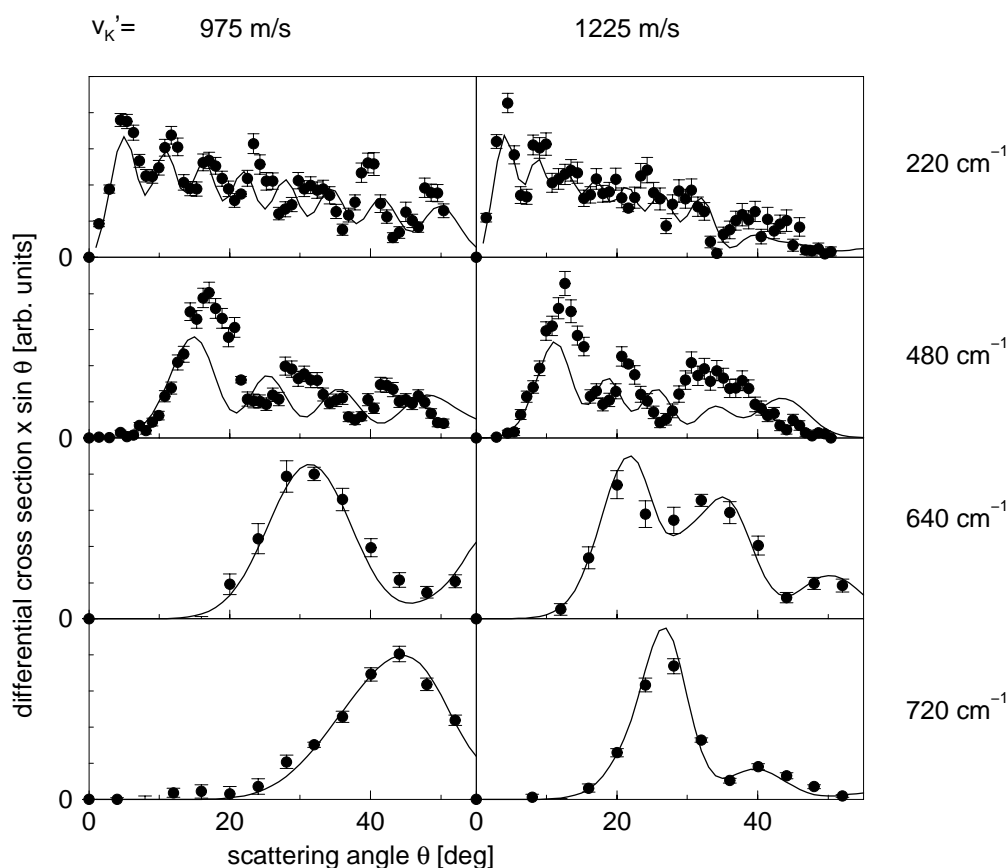 vK'= 975 m/s 1225 m/s
220 cm−1
480 cm−1
640 cm−1
720 cm−1
differential cross section x sin θ [arb. units]
0
0
0
0
0 20 40 0 20 40
scattering angle θ [deg]